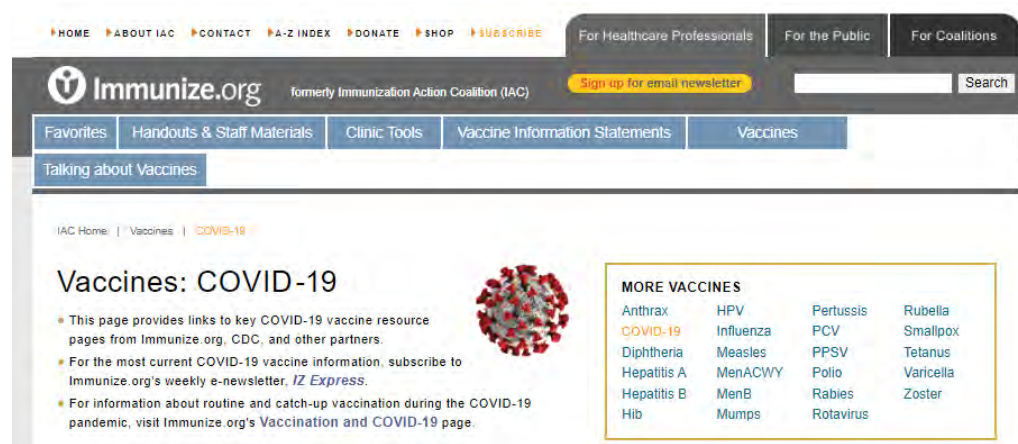 HOME ABOUT IAC CONTACT A-Z INDEX DONATE SHOP SUBSCRIBE
For Healthcare Professionals For the Public For Coalitions
Immunize.org formerly Immunization Action Coalition (IAC) Sign up for email newsletter Search
Favorites Handouts & Staff Materials Clinic Tools Vaccine Information Statements Vaccines
Talking about Vaccines
IAC Home | Vaccines | COVID-19
Vaccines: COVID-19
This page provides links to key COVID-19 vaccine resource
pages from Immunize.org, CDC, and other partners.
For the most current COVID-19 vaccine information, subscribe to
Immunize.org's weekly e-newsletter, IZ Express.
For information about routine and catch-up vaccination during the COVID-19
pandemic, visit Immunize.org's Vaccination and COVID-19 page.
MORE VACCINES
Anthrax HPV Pertussis Rubella
COVID-19 Influenza PCV Smallpox
Diphtheria Measles PPSV Tetanus
Hepatitis A MenACWY Polio Varicella
Hepatitis B MenB Rabies Zoster
Hib Mumps Rotavirus